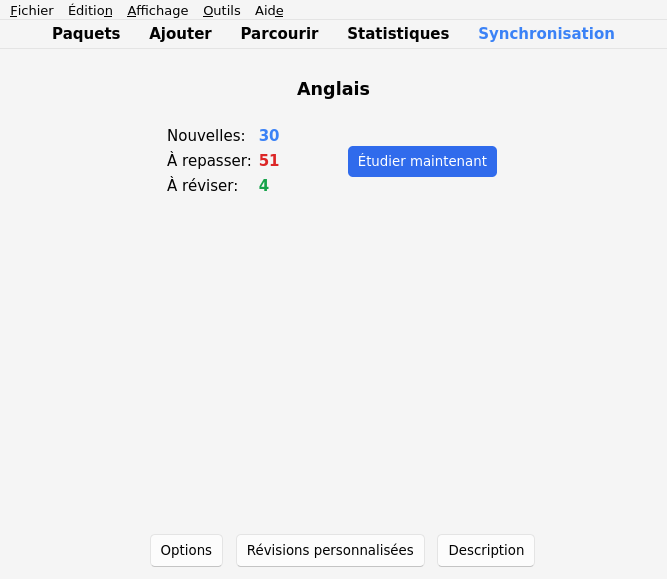 Fichier Édition Affichage Outils Aide
Paquets Ajouter Parcourir Statistiques Synchronisation
Anglais
Nouvelles: 30
À repasser: 51
À réviser: 4
Étudier maintenant
Options Révisions personnalisées Description